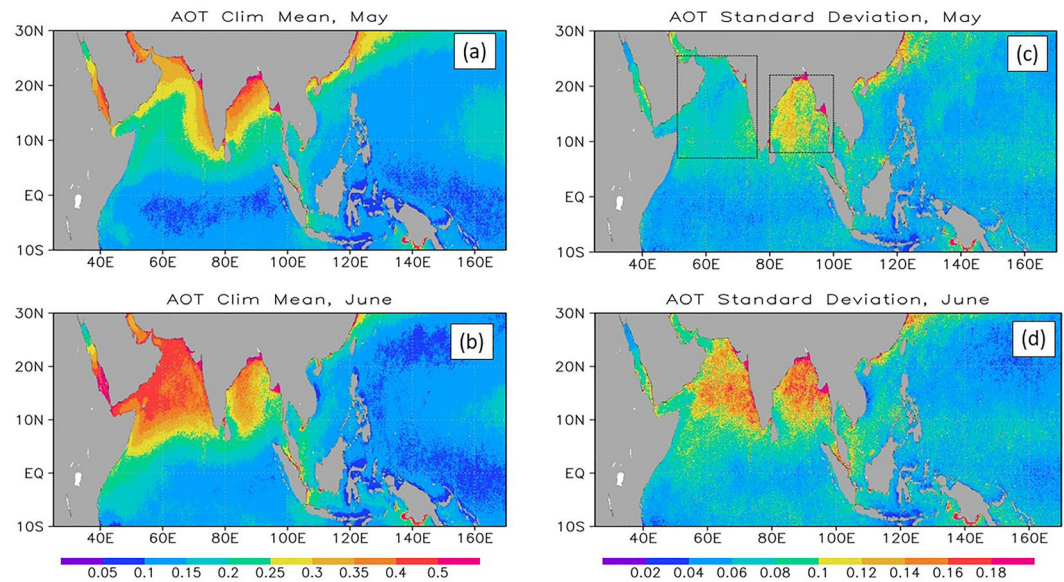 AOT Clim Mean, May
(a)
30N
20N
10N
EQ
10S
40E 60E 80E 100E 120E 140E 160E
AOT Standard Deviation, May
(c)
30N
20N
10N
EQ
10S
40E 60E 80E 100E 120E 140E 160E
AOT Clim Mean, June
(b)
30N
20N
10N
EQ
10S
40E 60E 80E 100E 120E 140E 160E
0.05 0.1 0.15 0.2 0.25 0.3 0.35 0.4 0.5
AOT Standard Deviation, June
(d)
30N
20N
10N
EQ
10S
40E 60E 80E 100E 120E 140E 160E
0.02 0.04 0.06 0.08 0.1 0.12 0.14 0.16 0.18